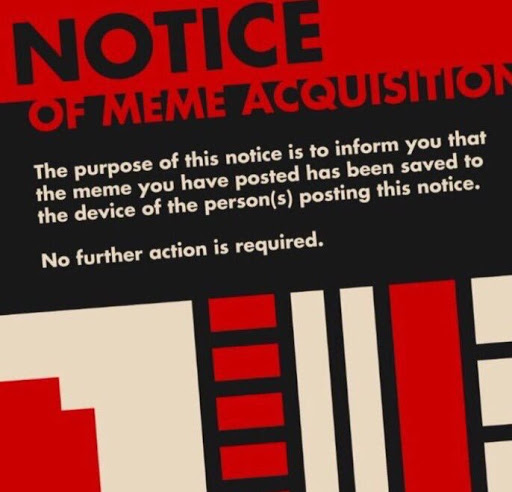 NOTICE
OF MEME ACQUISITION
The purpose of this notice is to inform you that
the meme you have posted has been saved to
the device of the person(s) posting this notice.
No further action is required.